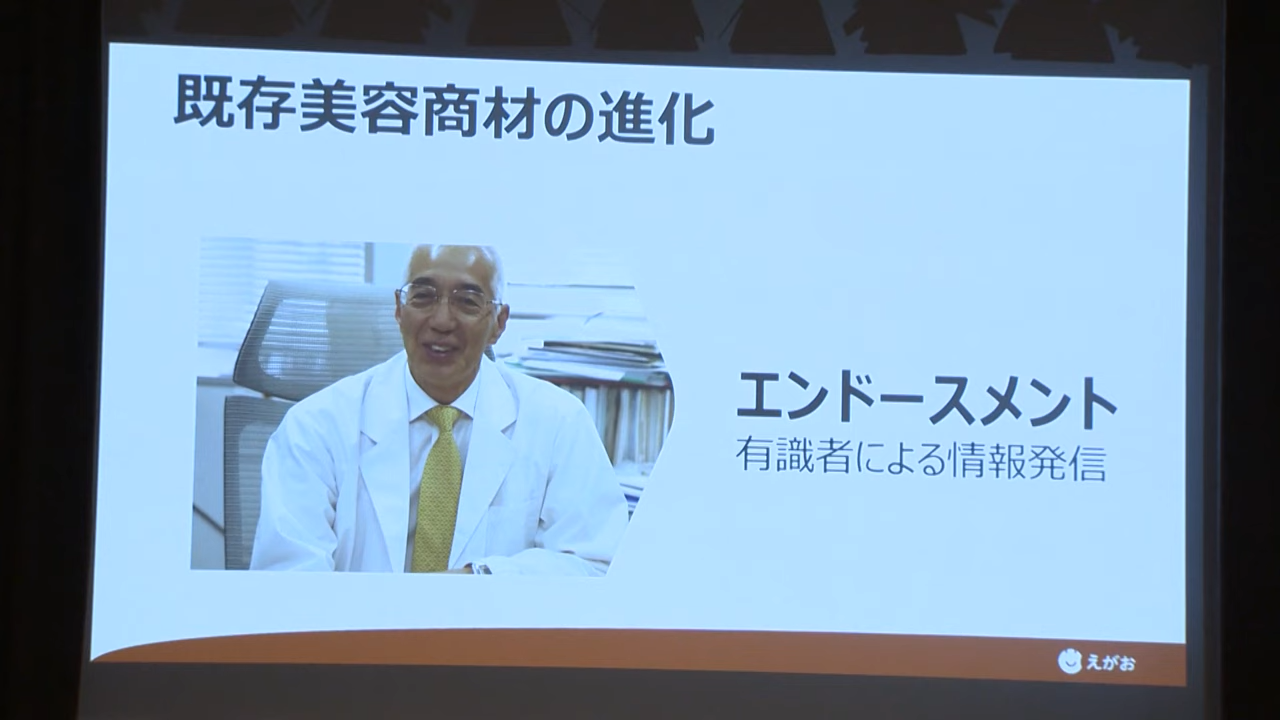 既存美容商材の進化
エンドースメント
有識者による情報発信
えがお